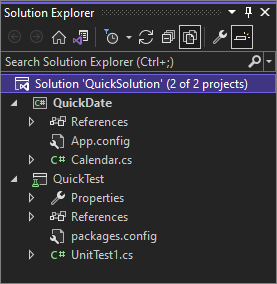 Solution Explorer
Search Solution Explorer (Ctrl+;)
Solution 'QuickSolution' (2 of 2 projects)
C# QuickDate
References
App.config
C# Calendar.cs
QuickTest
Properties
References
packages.config
C# UnitTest1.cs